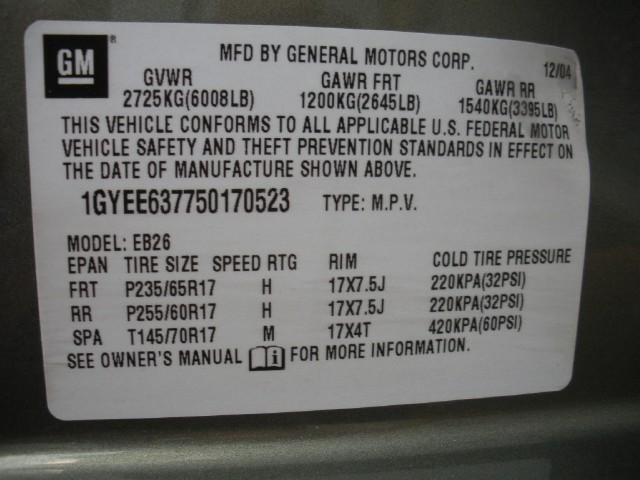 GM®
MFD BY GENERAL MOTORS CORP.
12/04
GVWR GAWR FRT GAWR RR
2725KG(6008LB) 1200KG(2645LB) 1540KG(3395LB)
THIS VEHICLE CONFORMS TO ALL APPLICABLE U.S. FEDERAL MOTOR
VEHICLE SAFETY AND THEFT PREVENTION STANDARDS IN EFFECT ON
THE DATE OF MANUFACTURE SHOWN ABOVE.
1GYEE637750170523 TYPE: M.P.V.
MODEL: EB26
EPAN TIRE SIZE SPEED RTG RIM COLD TIRE PRESSURE
FRT P235/65R17 H 17X7.5J 220KPA(32PSI)
RR P255/60R17 H 17X7.5J 220KPA(32PSI)
SPA T145/70R17 M 17X4T 420KPA(60PSI)
SEE OWNER'S MANUAL i FOR MORE INFORMATION.